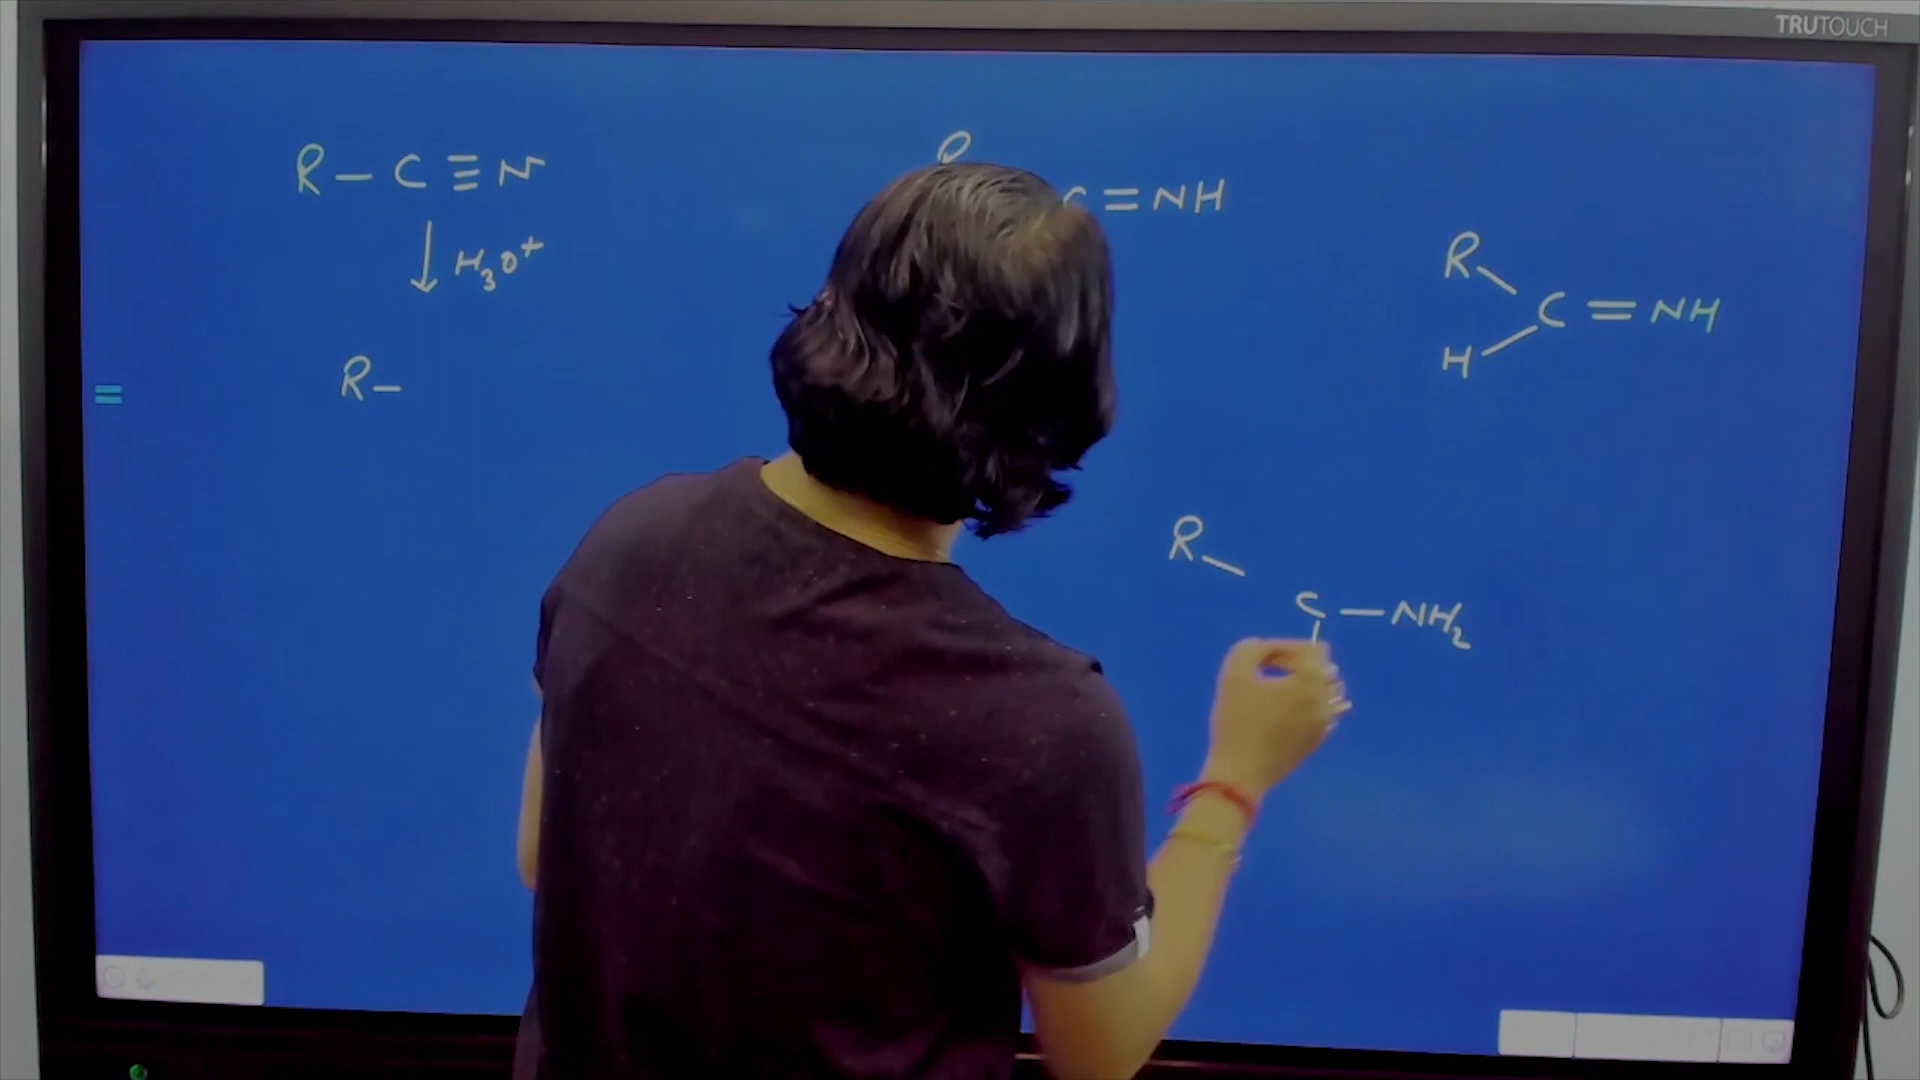 TRUTOUCH
R – C ≡ N
↓ H₃O⁺
R –
C = NH
R
C = NH
H
R
C – NH₂